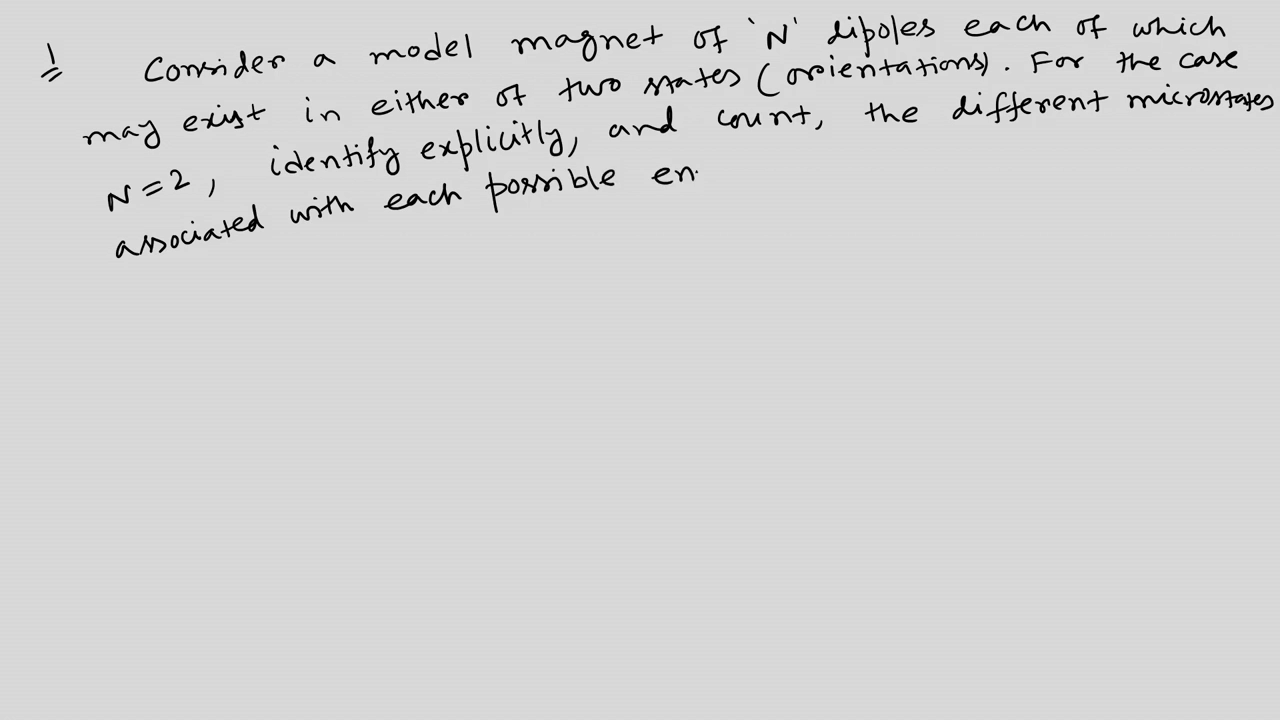 1 Consider a model magnet of 'N' dipoles each of which
may exist in either of two states (orientations). For the case
N = 2, identify explicitly, and count, the different microstates
associated with each possible en